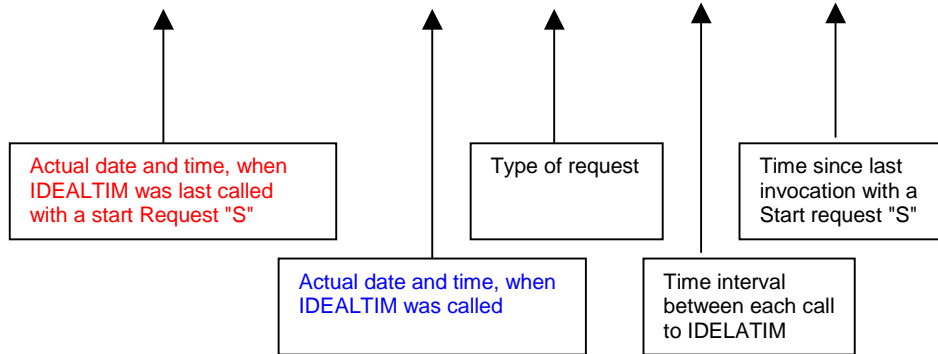 Actual date and time, when
IDEALTIM was last called
with a start Request "S"
Type of request
Time since last
invocation with a
Start request "S"
Actual date and time, when
IDEALTIM was called
Time interval
between each call
to IDELATIM